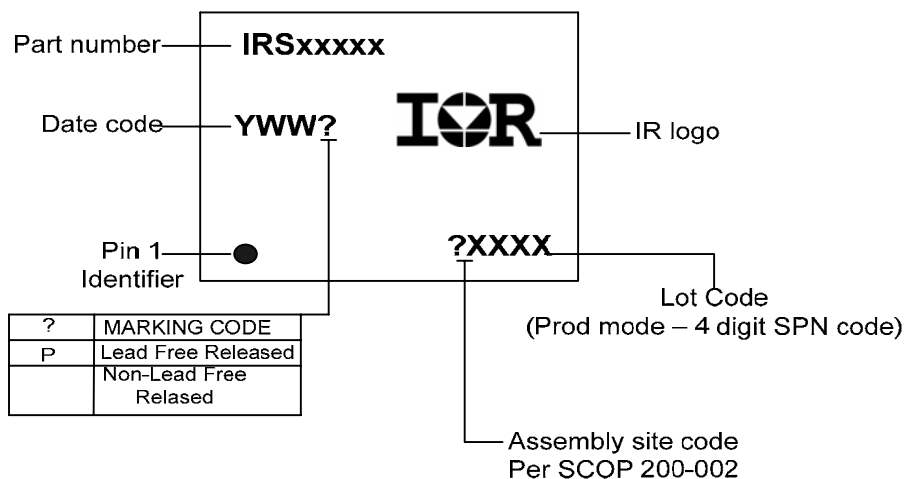 Part number
IRSxxxxx
Date code
YWW?
IOR
IR logo
Pin 1
Identifier
?XXXX
Lot Code
(Prod mode – 4 digit SPN code)
? MARKING CODE
P Lead Free Released
Non-Lead Free
Relased
Assembly site code
Per SCOP 200-002